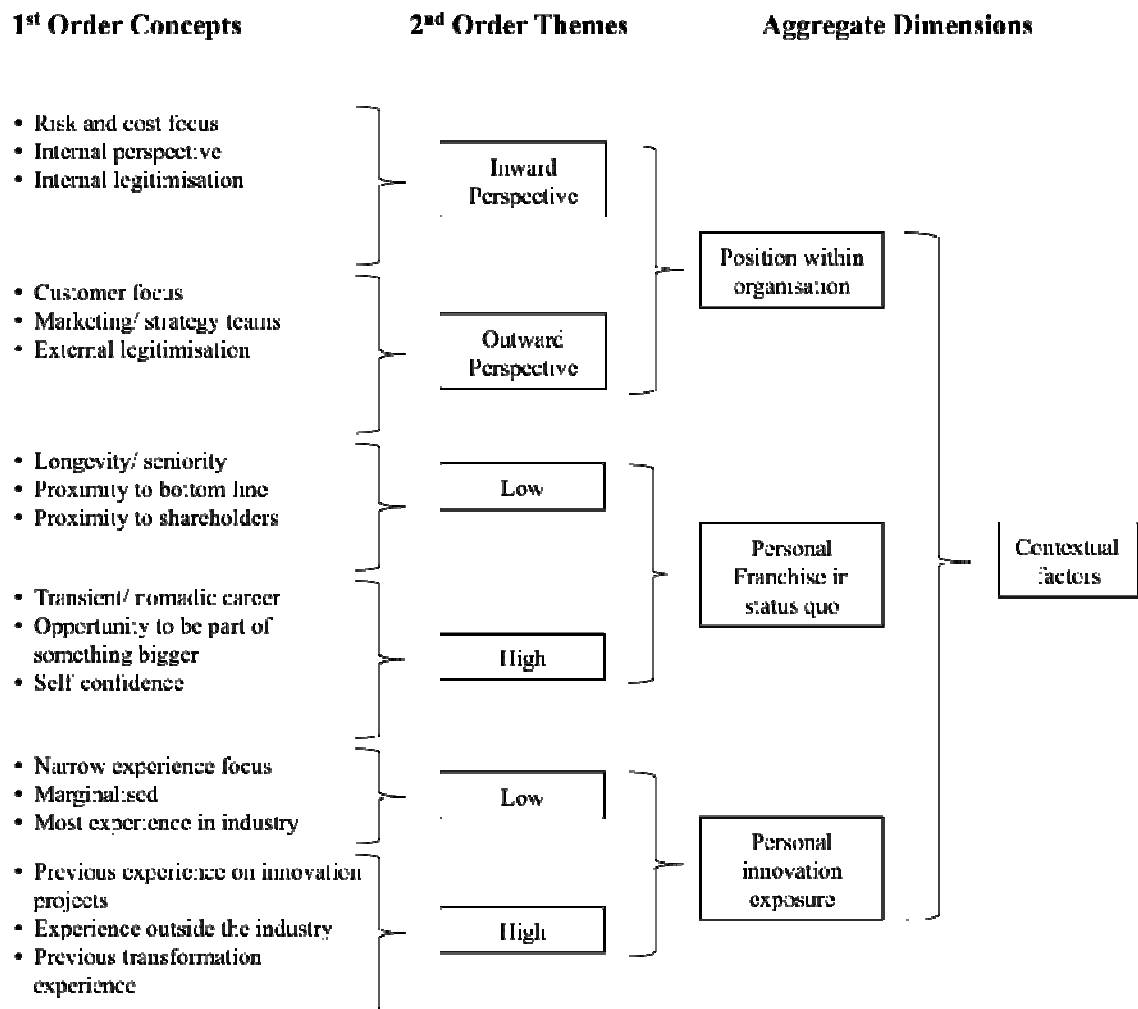 1st Order Concepts
2nd Order Themes
Aggregate Dimensions
• Risk and cost focus
• Internal perspective
• Internal legitimisation
Inward
Perspective
• Customer focus
• Marketing/ strategy teams
• External legitimisation
Outward
Perspective
Position within
organisation
• Longevity/ seniority
• Proximity to bottom line
• Proximity to shareholders
Low
• Transient/ nomadic career
• Opportunity to be part of
something bigger
• Self confidence
High
Personal
Franchise in
status quo
• Narrow experience focus
• Marginalised
• Most experience in industry
Low
• Previous experience on innovation
projects
• Experience outside the industry
• Previous transformation
experience
High
Personal
innovation
exposure
Contextual
factors